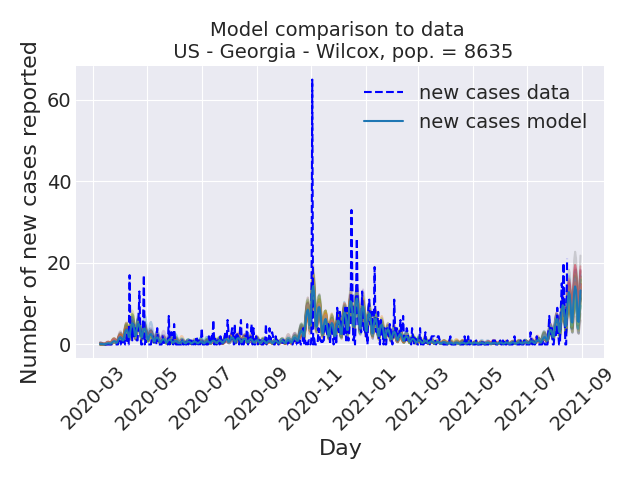 Model comparison to data
US - Georgia - Wilcox, pop. = 8635
Number of new cases reported
60
40
20
0
new cases data
new cases model
2020-03
2020-05
2020-07
2020-09
2020-11
2021-01
2021-03
2021-05
2021-07
2021-09
Day